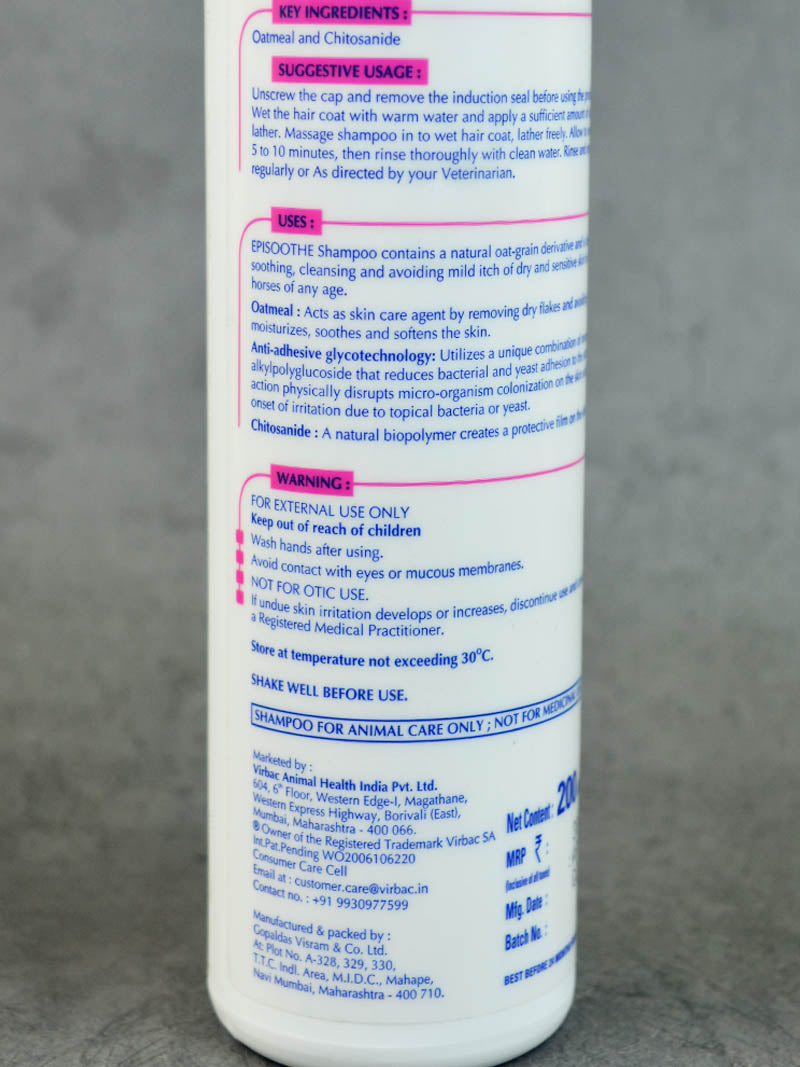 KEY INGREDIENTS :
Oatmeal and Chitosanide
SUGGESTIVE USAGE :
Unscrew the cap and remove the induction seal before using the
Wet the hair coat with warm water and apply a sufficient amount
lather. Massage shampoo in to wet hair coat, lather freely. Allow
5 to 10 minutes, then rinse thoroughly with clean water. Rinse and
regularly or As directed by your Veterinarian.
USES :
EPISOOTHE Shampoo contains a natural oat-grain derivative and
soothing, cleansing and avoiding mild itch of dry and sensitive
horses of any age.
Oatmeal : Acts as skin care agent by removing dry flakes and
moisturizes, soothes and softens the skin.
Anti-adhesive glycotechnology: Utilizes a unique combination
alkylpolyglucoside that reduces bacterial and yeast adhesion to
action physically disrupts micro-organism colonization on the skin
onset of irritation due to topical bacteria or yeast.
Chitosanide : A natural biopolymer creates a protective film on the
WARNING :
FOR EXTERNAL USE ONLY
Keep out of reach of children
Wash hands after using.
Avoid contact with eyes or mucous membranes.
NOT FOR OTIC USE.
If undue skin irritation develops or increases, discontinue use
a Registered Medical Practitioner.
Store at temperature not exceeding 30°C.
SHAKE WELL BEFORE USE.
SHAMPOO FOR ANIMAL CARE ONLY ; NOT FOR MEDICINAL
Marketed by :
Virbac Animal Health India Pvt. Ltd.
604, 6th Floor, Western Edge-I, Magathane,
Western Express Highway, Borivali (East),
Mumbai, Maharashtra - 400 066.
® Owner of the Registered Trademark Virbac SA
Int.Pat.Pending WO2006106220
Consumer Care Cell
Email at : customer.care@virbac.in
Contact no. : +91 9930977599
Manufactured & packed by :
Gopaldas Visram & Co. Ltd.
At: Plot No. A-328, 329, 330,
T.T.C. Indl. Area, M.I.D.C., Mahape,
Navi Mumbai, Maharashtra - 400 710.
Net Content : 200
MRP ₹ :
(Inclusive of all taxes)
Mfg. Date :
Batch No. :
BEST BEFORE 24 MONTHS